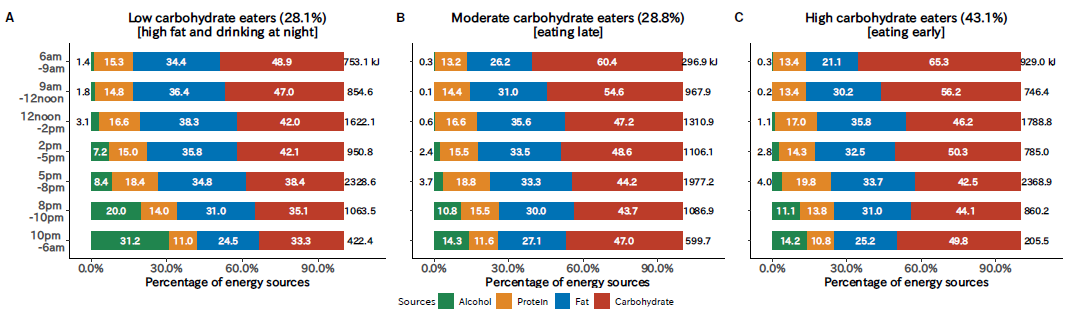 A
Low carbohydrate eaters (28.1%)
[high fat and drinking at night]
6am
-9am
1.4 15.3 34.4 48.9 753.1 kJ
9am
-12noon
1.8 14.8 36.4 47.0 854.6
12noon
-2pm
3.1 16.6 38.3 42.0 1622.1
2pm
-5pm
7.2 15.0 35.8 42.1 950.8
5pm
-8pm
8.4 18.4 34.8 38.4 2328.6
8pm
-10pm
20.0 14.0 31.0 35.1 1063.5
10pm
-6am
31.2 11.0 24.5 33.3 422.4
0.0% 30.0% 60.0% 90.0%
Percentage of energy sources
B
Moderate carbohydrate eaters (28.8%)
[eating late]
0.3 13.2 26.2 60.4 296.9 kJ
0.1 14.4 31.0 54.6 967.9
0.6 16.6 35.6 47.2 1310.9
2.4 15.5 33.5 48.6 1106.1
3.7 18.8 33.3 44.2 1977.2
10.8 15.5 30.0 43.7 1086.9
14.3 11.6 27.1 47.0 599.7
0.0% 30.0% 60.0% 90.0%
Percentage of energy sources
C
High carbohydrate eaters (43.1%)
[eating early]
0.3 13.4 21.1 65.3 929.0 kJ
0.2 13.4 30.2 56.2 746.4
1.1 17.0 35.8 46.2 1788.8
2.8 14.3 32.5 50.3 785.0
4.0 19.8 33.7 42.5 2368.9
11.1 13.8 31.0 44.1 860.2
14.2 10.8 25.2 49.8 205.5
0.0% 30.0% 60.0% 90.0%
Percentage of energy sources
Sources Alcohol Protein Fat Carbohydrate